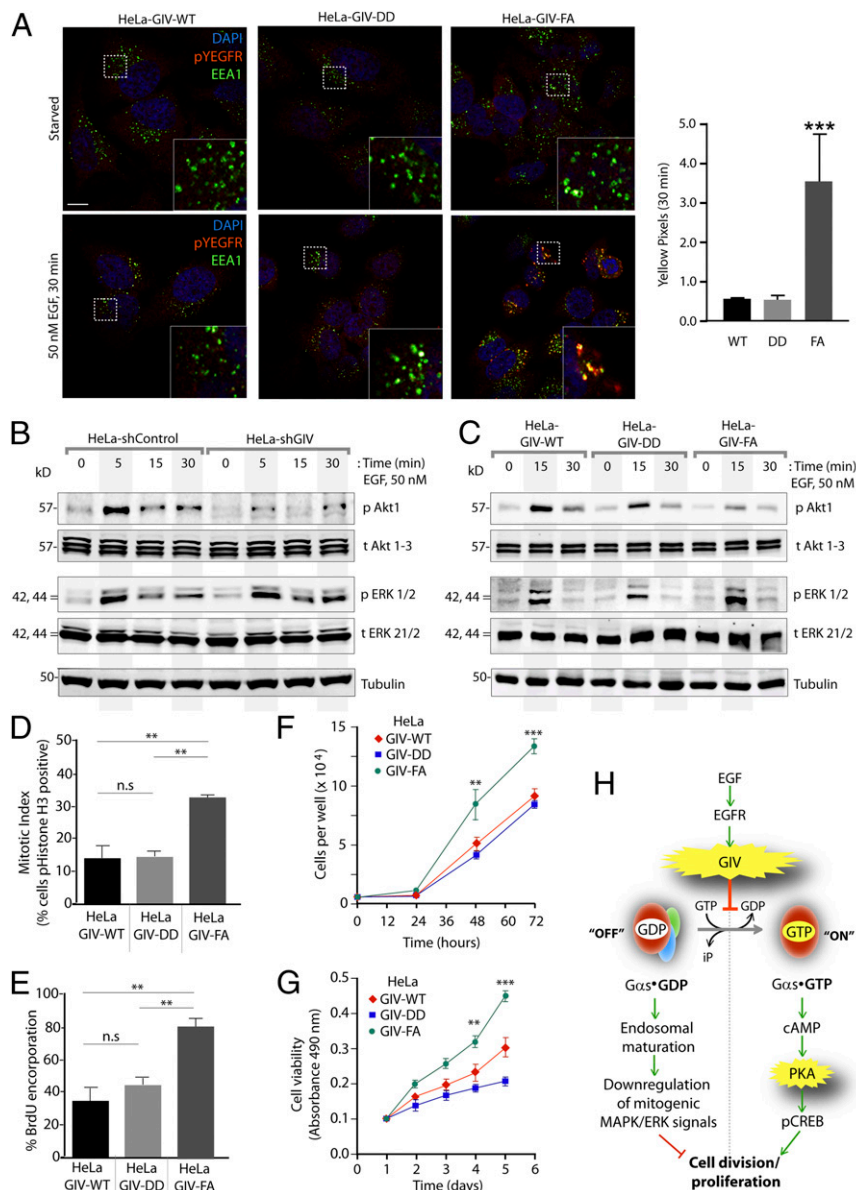 A
HeLa-GIV-WT
HeLa-GIV-DD
HeLa-GIV-FA
Starved
DAPI
pYEGFR
EEA1
50 nM EGF, 30 min
DAPI
pYEGFR
EEA1
Yellow Pixels (30 min)
5.0
4.0
3.0
2.0
1.0
0.0
***
WT
DD
FA
B
HeLa-shControl
HeLa-shGIV
kD
0 5 15 30 0 5 15 30 : Time (min)
EGF, 50 nM
57- p Akt1
57- t Akt 1-3
42, 44 = p ERK 1/2
42, 44 = t ERK 21/2
50- Tubulin
C
HeLa-
GIV-WT
HeLa-
GIV-DD
HeLa-
GIV-FA
kD
0 15 30 0 15 30 0 15 30 : Time (min)
EGF, 50 nM
57- p Akt1
57- t Akt 1-3
42, 44 = p ERK 1/2
42, 44 = t ERK 21/2
50- Tubulin
D
Mitotic Index
(% cells pHistone H3 positive)
50
40
30
20
10
0
**
**
n.s
HeLa
GIV-WT
HeLa
GIV-DD
HeLa
GIV-FA
E
% BrdU encorporation
100
80
60
40
20
0
**
**
n.s
HeLa
GIV-WT
HeLa
GIV-DD
HeLa
GIV-FA
F
Cells per well (x 10⁴)
HeLa
GIV-WT
GIV-DD
GIV-FA
15
10
5
0
**
***
0 12 24 36 48 60 72
Time (hours)
G
Cell viability
(Absorbance 490 nm)
HeLa
GIV-WT
GIV-DD
GIV-FA
0.5
0.4
0.3
0.2
0.1
0
**
***
0 1 2 3 4 5 6
Time (days)
H
EGF
EGFR
GIV
GTP
GDP
"OFF"
GDP
iP
GTP
"ON"
Gαs•GDP
Gαs•GTP
Endosomal
maturation
cAMP
Downregulation
of mitogenic
MAPK/ERK signals
PKA
pCREB
Cell division/
proliferation